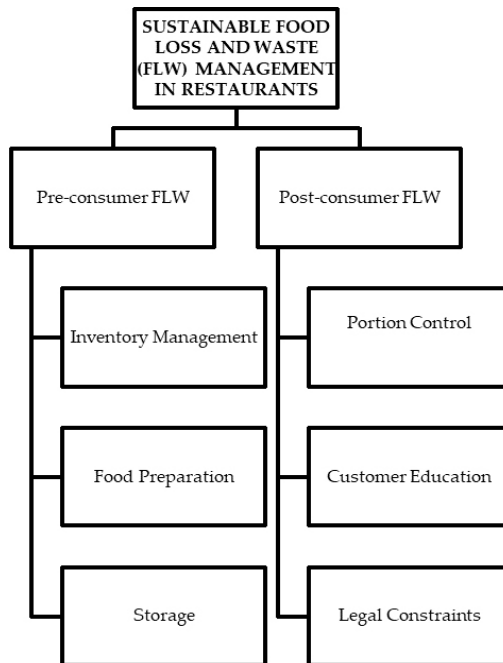 SUSTAINABLE FOOD
LOSS AND WASTE
(FLW) MANAGEMENT
IN RESTAURANTS
Pre-consumer FLW
Post-consumer FLW
Inventory Management
Portion Control
Food Preparation
Customer Education
Storage
Legal Constraints